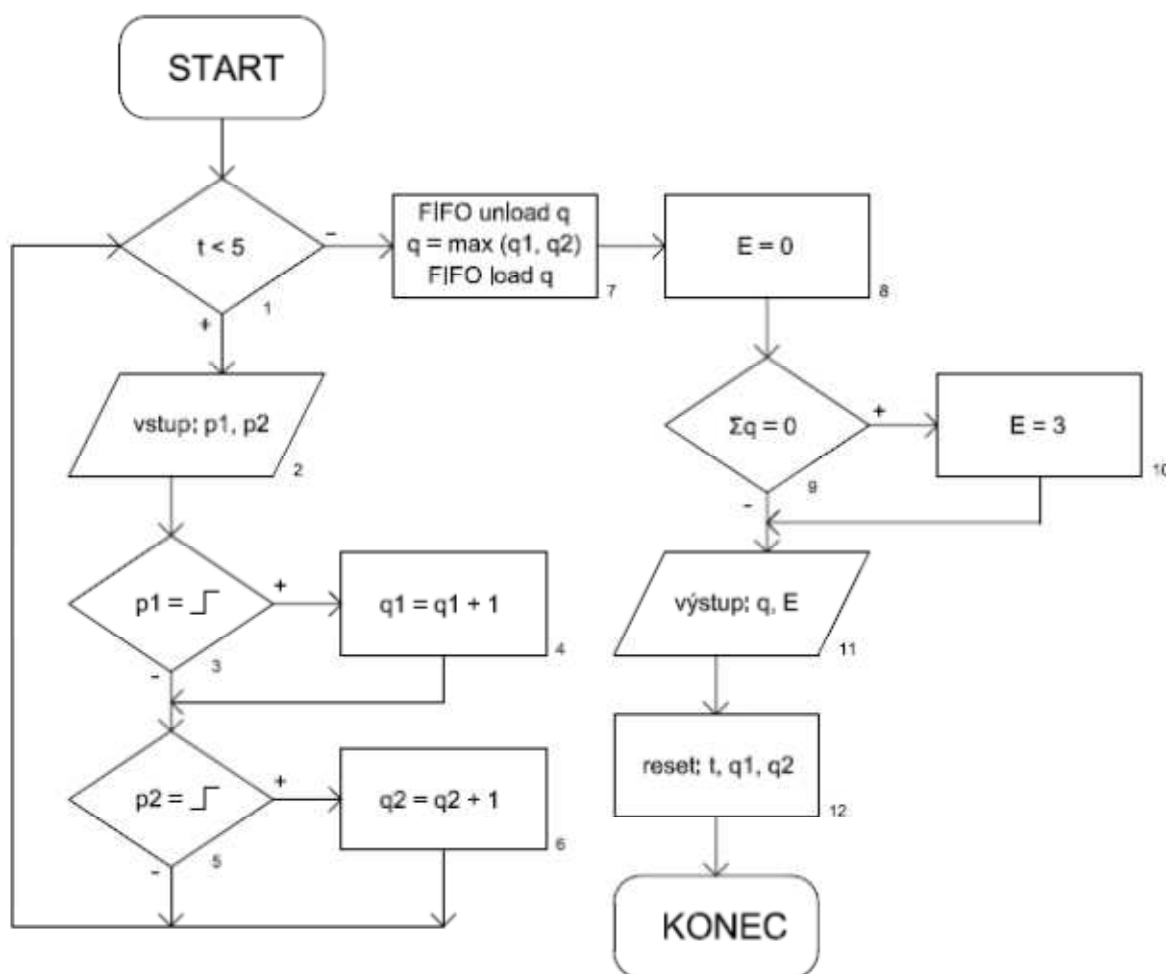 START
t < 5
-
1
+
FIFO unload q
q = max (q1, q2)
FIFO load q
7
E = 0
8
vstup: p1, p2
2
Σq = 0
+
9
-
E = 3
10
p1 =
+
3
-
q1 = q1 + 1
4
výstup: q, E
11
p2 =
+
5
-
q2 = q2 + 1
6
reset: t, q1, q2
12
KONEC